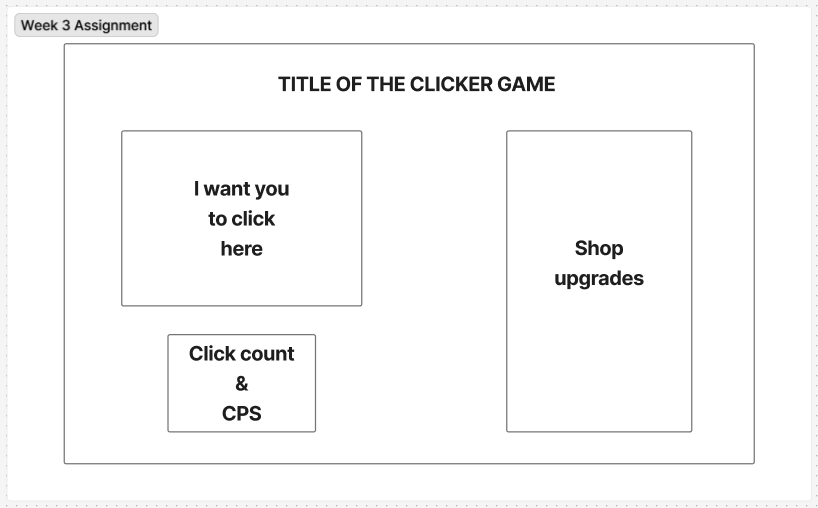 Week 3 Assignment
TITLE OF THE CLICKER GAME
I want you
to click
here
Shop
upgrades
Click count
&
CPS